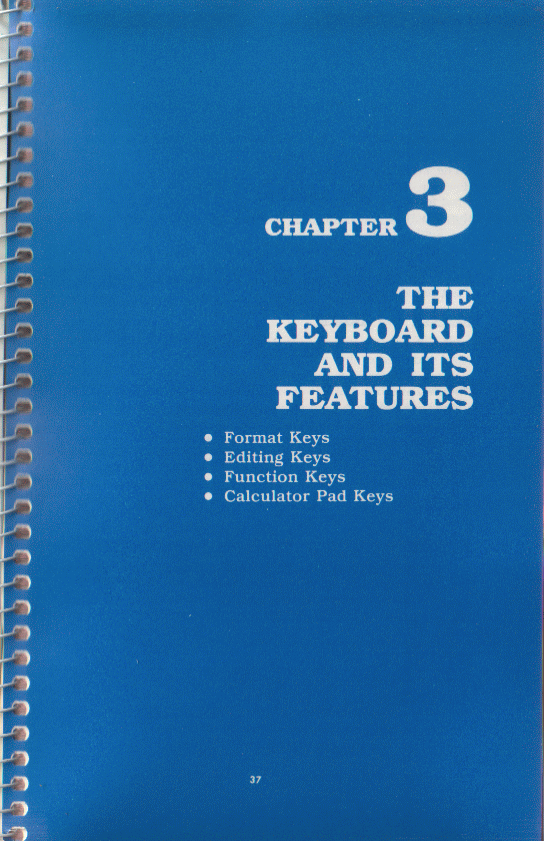 CHAPTER 3
THE
KEYBOARD
AND ITS
FEATURES
• Format Keys
• Editing Keys
• Function Keys
• Calculator Pad Keys
37